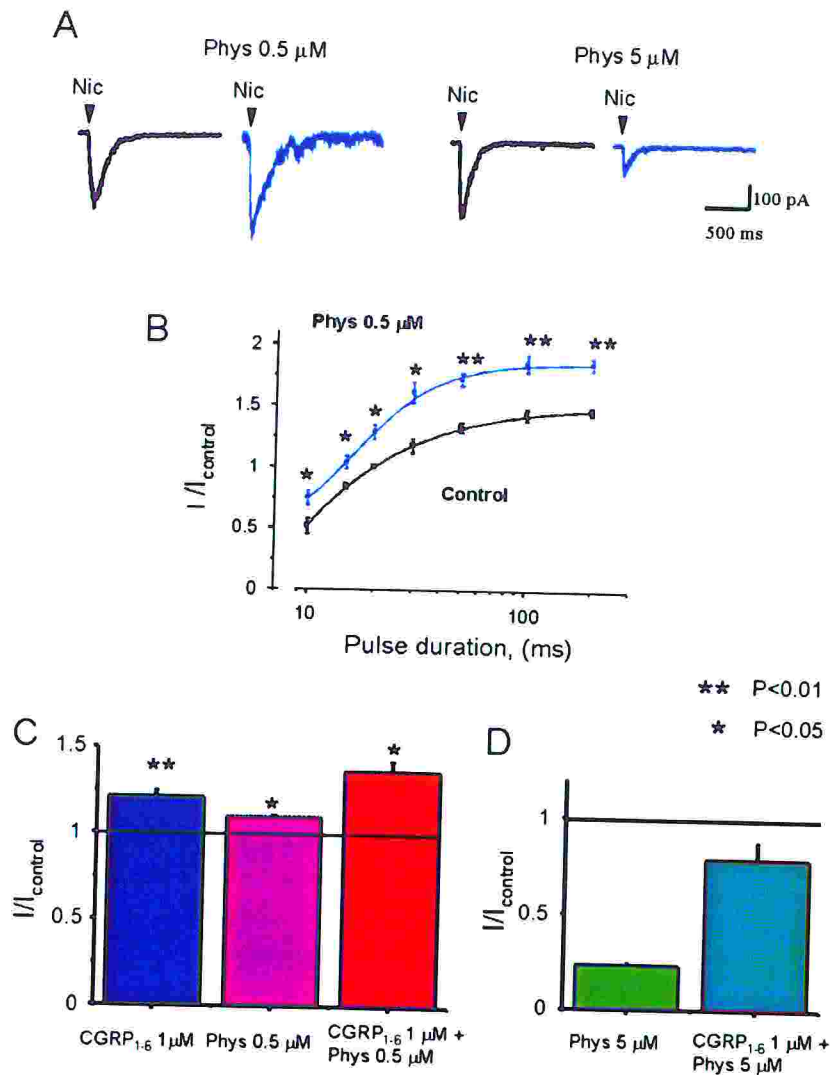 A
Phys 0.5 μM
Phys 5 μM
Nic
Nic
Nic
Nic
100 pA
500 ms
B
Phys 0.5 μM
2
1.5
1
0.5
0
I /Icontrol
★
★
★
★
★★
★★
★★
Control
10
100
Pulse duration, (ms)
★★ P<0.01
★ P<0.05
C
1.5
1
0.5
0
I/Icontrol
★★
★
★
CGRP1-6 1μM
Phys 0.5 μM
CGRP1-6 1 μM +
Phys 0.5 μM
D
1
0.5
0
I/Icontrol
Phys 5 μM
CGRP1-6 1 μM +
Phys 5 μM